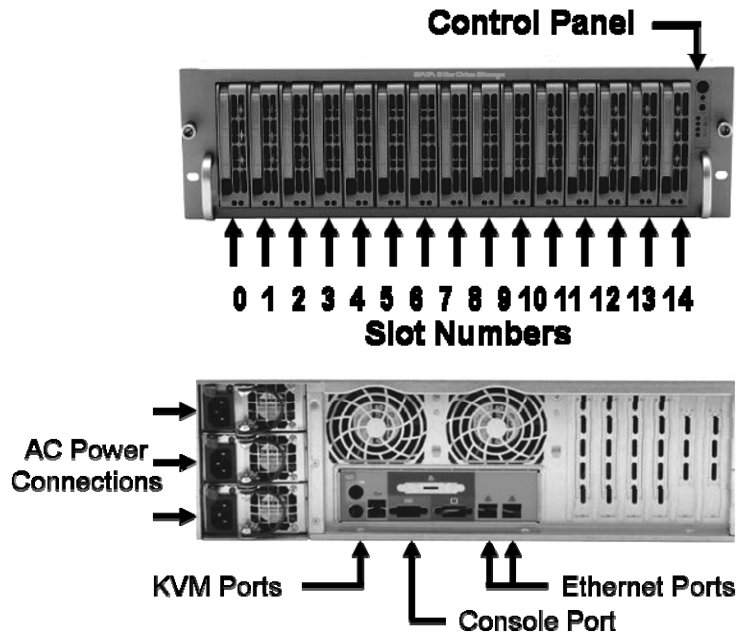 Control Panel
0 1 2 3 4 5 6 7 8 9 10 11 12 13 14
Slot Numbers
AC Power
Connections
KVM Ports
Ethernet Ports
Console Port